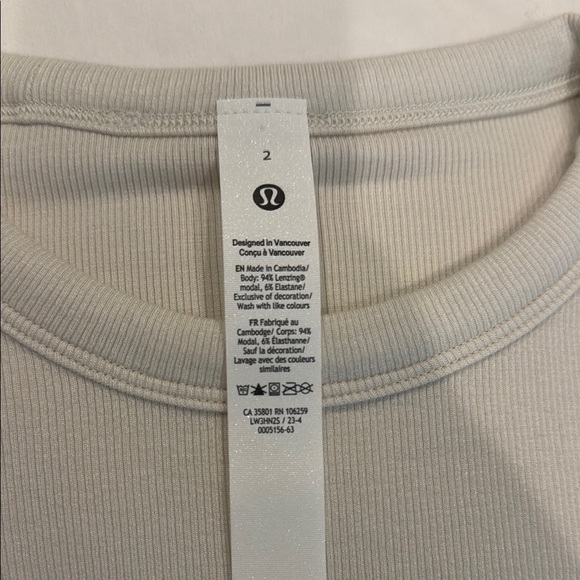 2
Designed in Vancouver
Conçu à Vancouver
EN Made in Cambodia/
Body: 94% Lenzing®
modal, 6% Elastane/
Exclusive of decoration/
Wash with like colours
FR Fabriqué au
Cambodge/ Corps: 94%
Modal, 6% Élasthanne/
Sauf la décoration/
Lavage avec des couleurs
similaires
CA 35801 RN 106259
LW3HN2S / 23-4
0005156-63